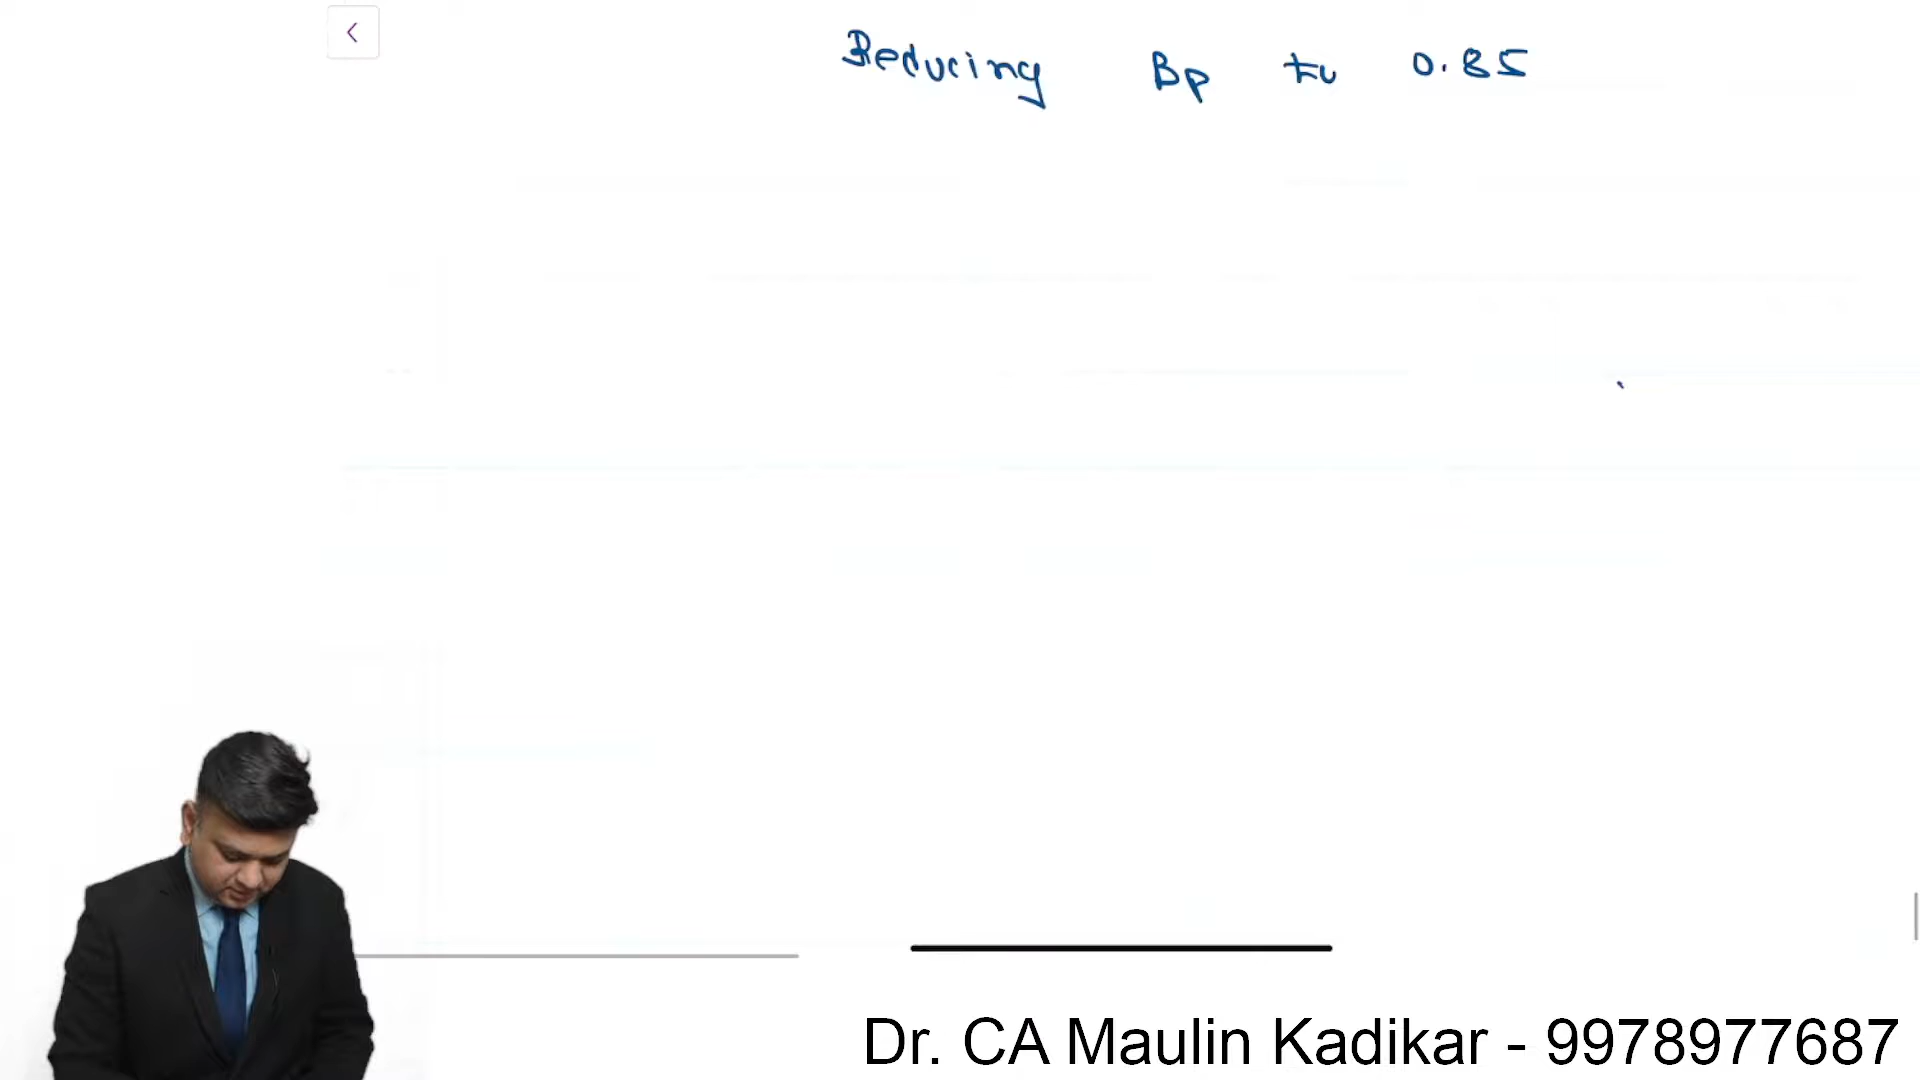 Reducing Bp to 0.85
Dr. CA Maulin Kadikar - 9978977687